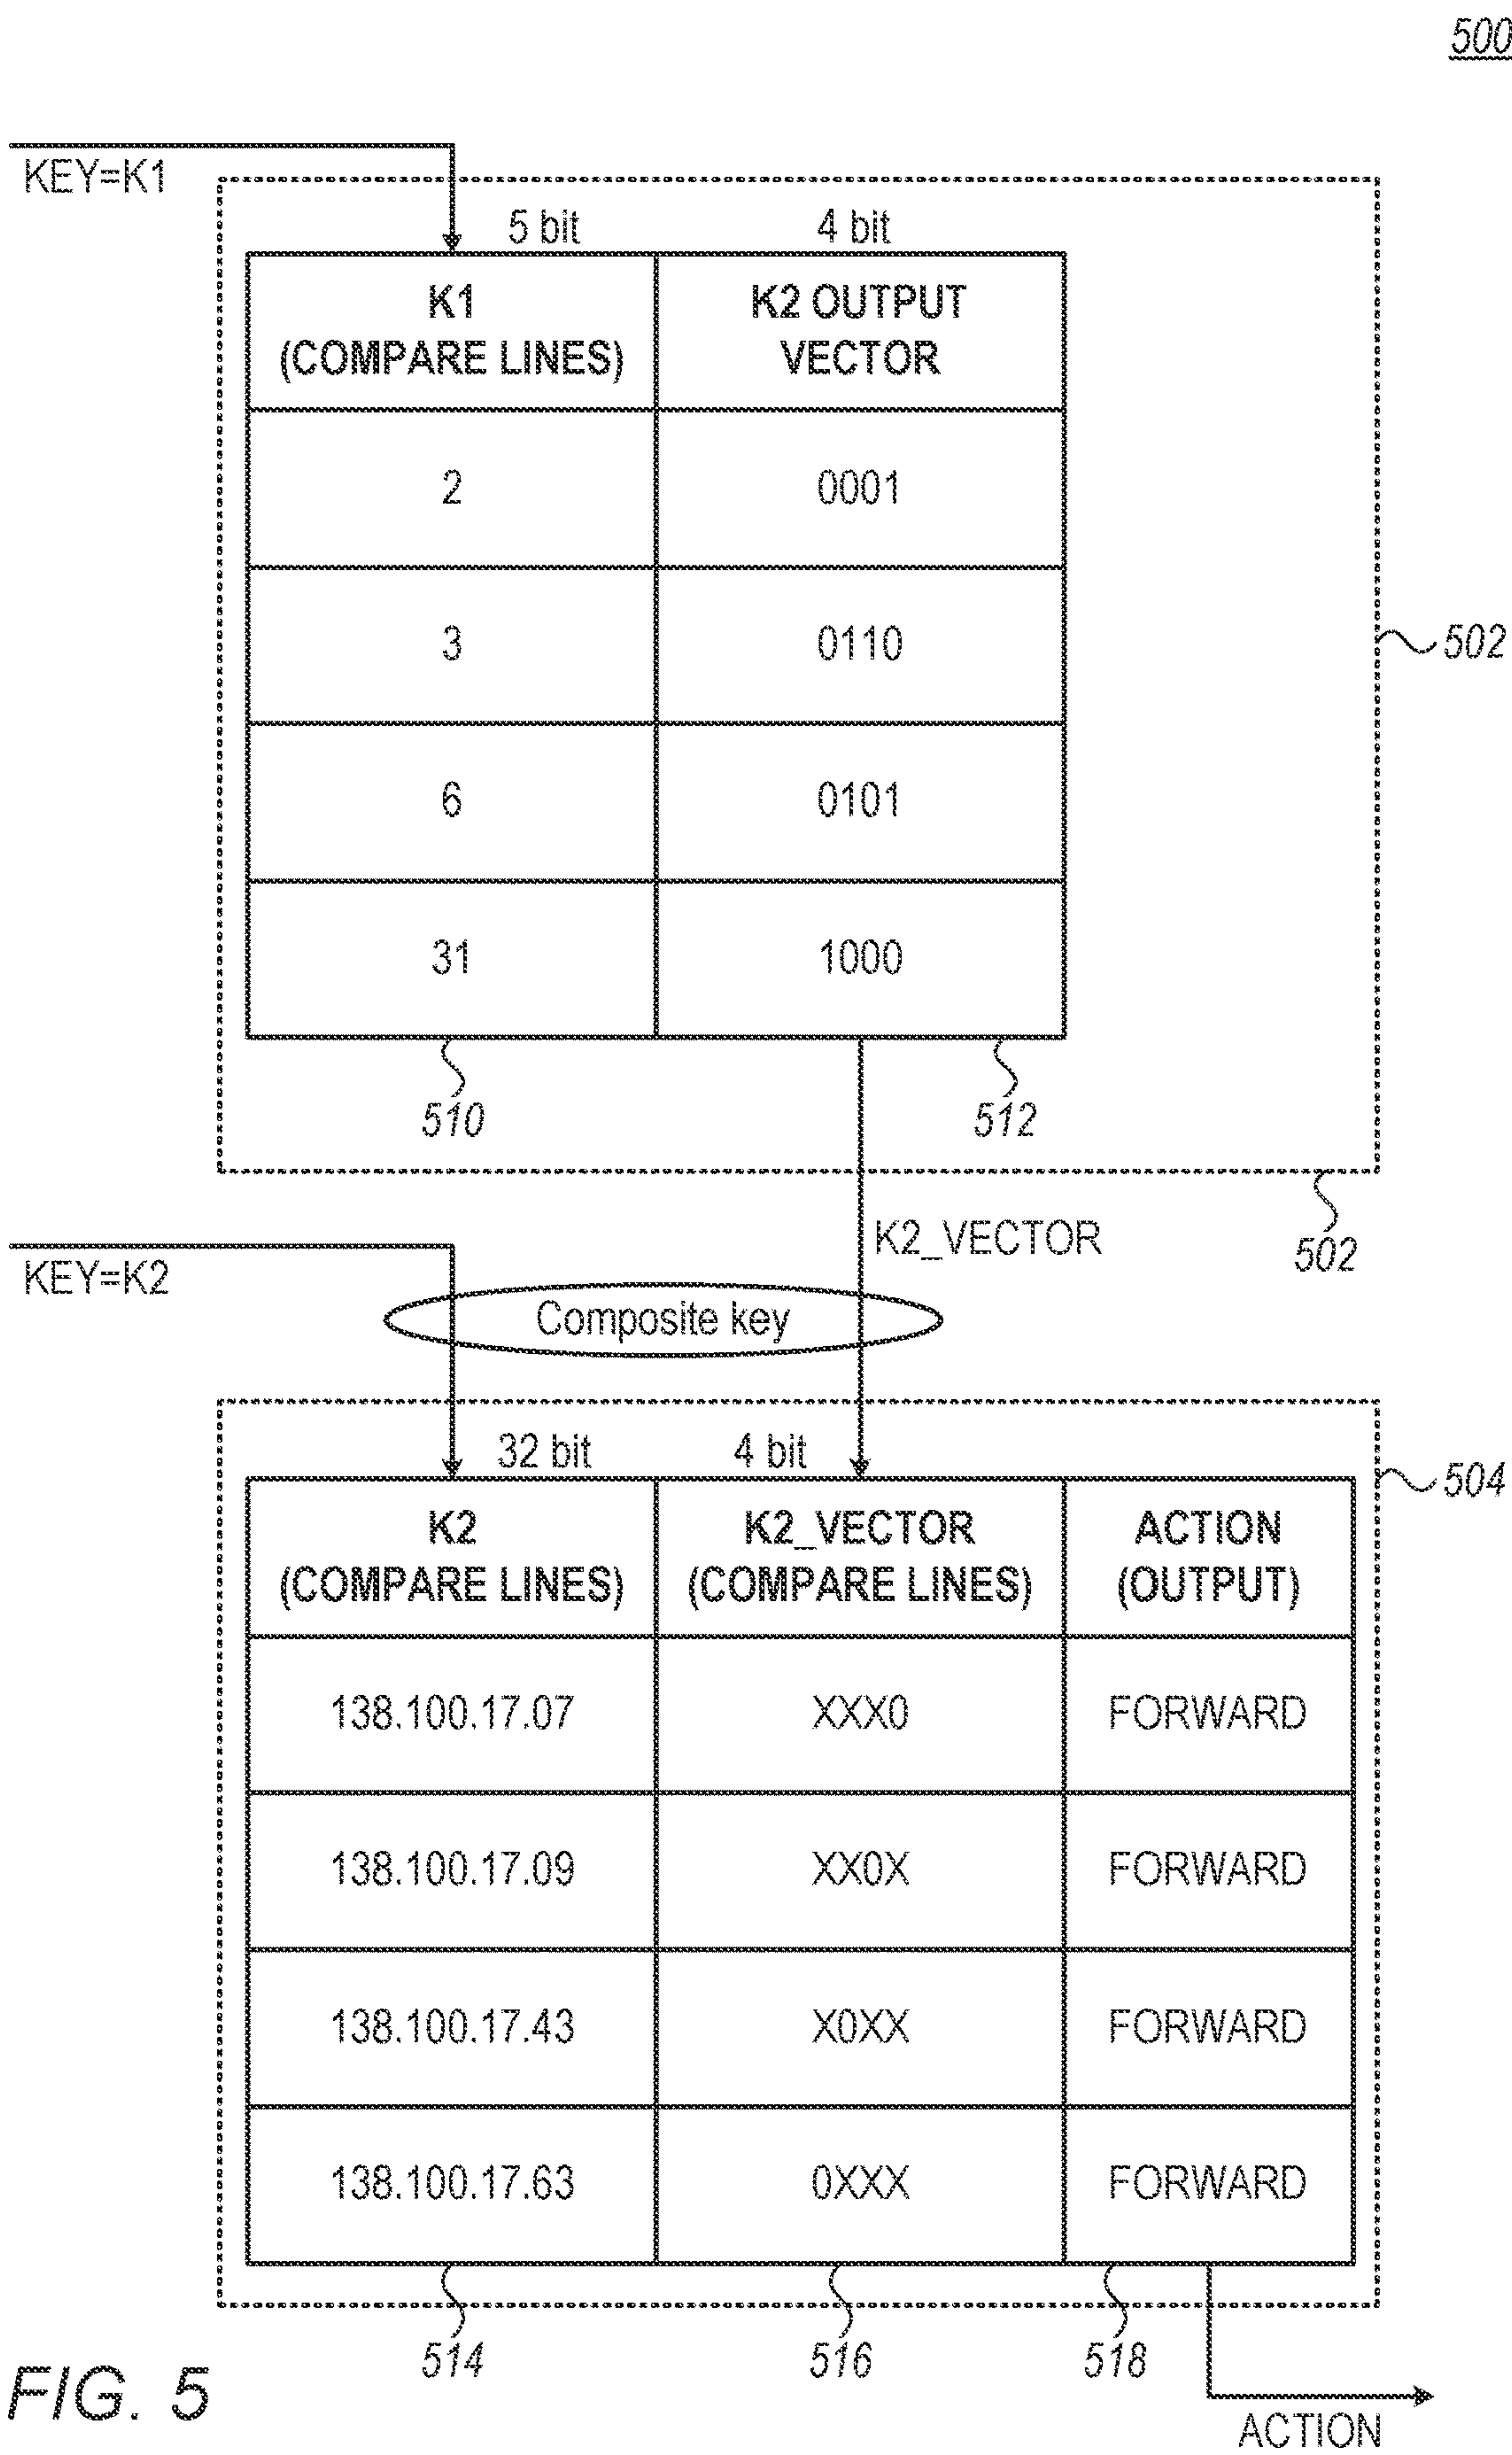 500
KEY=K1
5 bit 4 bit
K1 K2 OUTPUT
(COMPARE LINES) VECTOR
2 0001
3 0110
502
6 0101
31 1000
510 512
K2_VECTOR
502
KEY=K2
Composite key
32 bit 4 bit
504
K2 K2_VECTOR ACTION
(COMPARE LINES) (COMPARE LINES) (OUTPUT)
138.100.17.07 XXX0 FORWARD
138.100.17.09 XX0X FORWARD
138.100.17.43 X0XX FORWARD
138.100.17.63 0XXX FORWARD
514 516 518
FIG. 5
ACTION